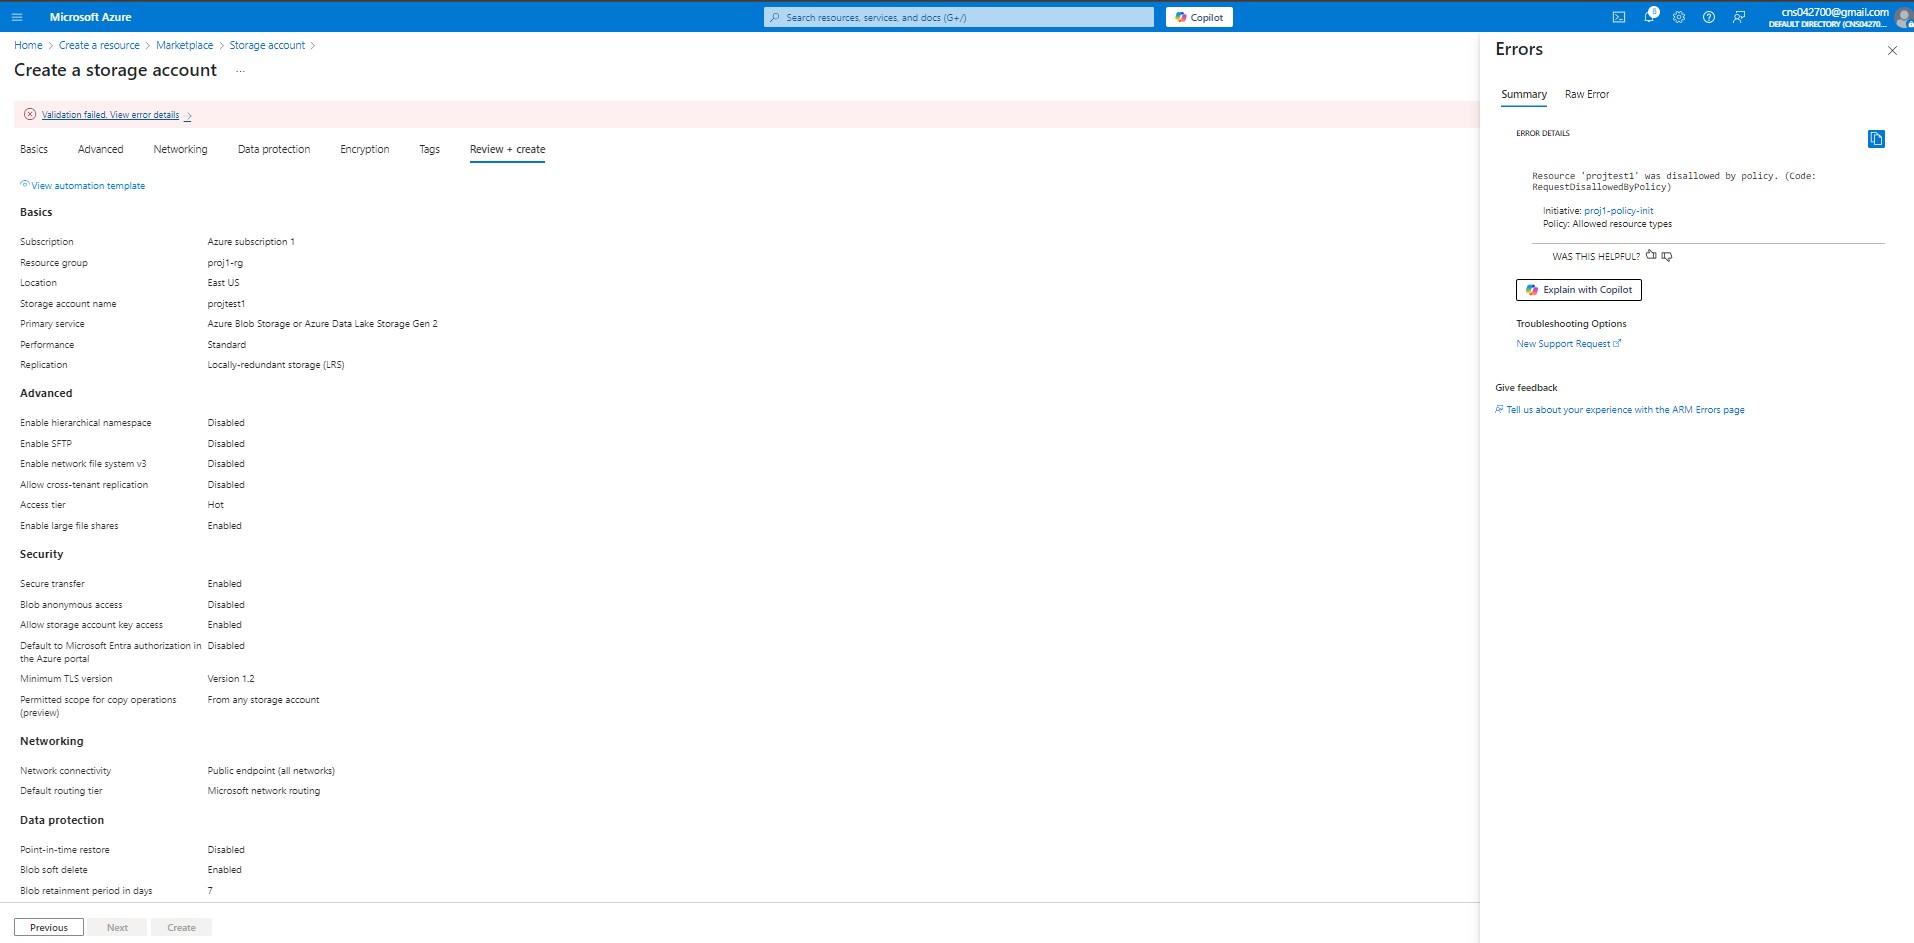 Microsoft Azure
Search resources, services, and docs (G+/)
Copilot
8
cns042700@gmail.com
DEFAULT DIRECTORY (CNS04270...
Home > Create a resource > Marketplace > Storage account >
Create a storage account ...
Validation failed. View error details
Basics Advanced Networking Data protection Encryption Tags Review + create
View automation template
Basics
Subscription Azure subscription 1
Resource group proj1-rg
Location East US
Storage account name projtest1
Primary service Azure Blob Storage or Azure Data Lake Storage Gen 2
Performance Standard
Replication Locally-redundant storage (LRS)
Advanced
Enable hierarchical namespace Disabled
Enable SFTP Disabled
Enable network file system v3 Disabled
Allow cross-tenant replication Disabled
Access tier Hot
Enable large file shares Enabled
Security
Secure transfer Enabled
Blob anonymous access Disabled
Allow storage account key access Enabled
Default to Microsoft Entra authorization in Disabled
the Azure portal
Minimum TLS version Version 1.2
Permitted scope for copy operations From any storage account
(preview)
Networking
Network connectivity Public endpoint (all networks)
Default routing tier Microsoft network routing
Data protection
Point-in-time restore Disabled
Blob soft delete Enabled
Blob retainment period in days 7
Previous Next Create
Errors
Summary Raw Error
ERROR DETAILS
Resource 'projtest1' was disallowed by policy. (Code:
RequestDisallowedByPolicy)
Initiative: proj1-policy-init
Policy: Allowed resource types
WAS THIS HELPFUL?
Explain with Copilot
Troubleshooting Options
New Support Request
Give feedback
Tell us about your experience with the ARM Errors page